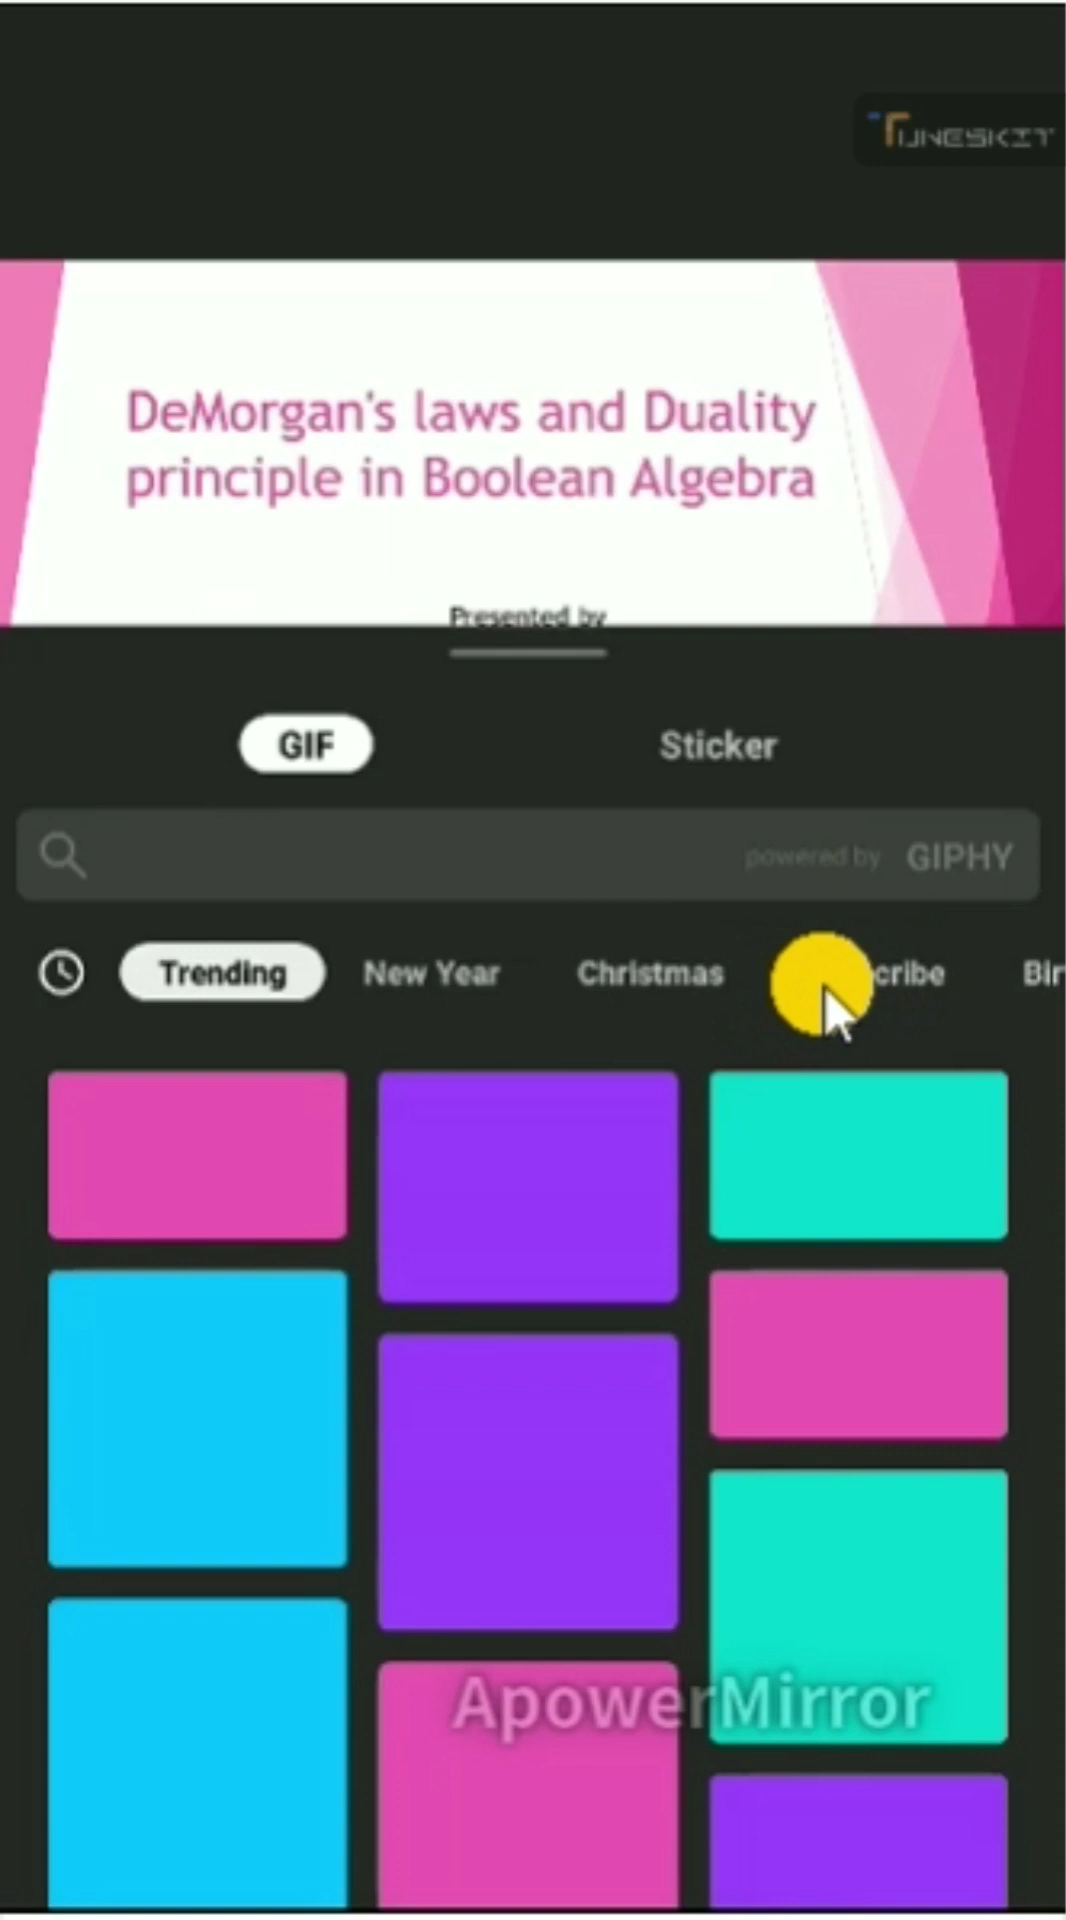 TUNESKIT
DeMorgan's laws and Duality
principle in Boolean Algebra
Presented by
GIF Sticker
powered by GIPHY
Trending New Year Christmas cribe Bir
ApowerMirror